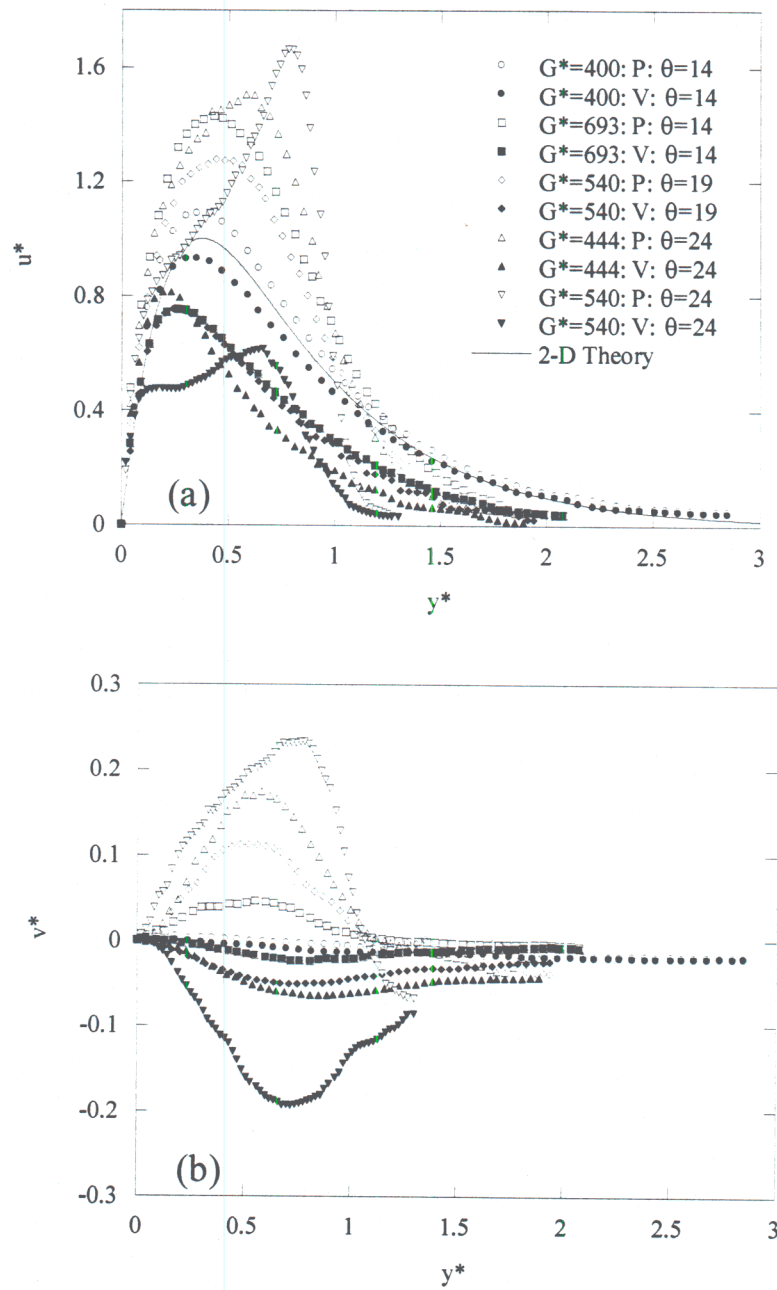 u*
1.6
1.2
0.8
0.4
0
G*=400: P: θ=14
G*=400: V: θ=14
G*=693: P: θ=14
G*=693: V: θ=14
G*=540: P: θ=19
G*=540: V: θ=19
G*=444: P: θ=24
G*=444: V: θ=24
G*=540: P: θ=24
G*=540: V: θ=24
2-D Theory
(a)
0 0.5 1 1.5 2 2.5 3
y*
v*
0.3
0.2
0.1
0
-0.1
-0.2
-0.3
(b)
0 0.5 1 1.5 2 2.5 3
y*